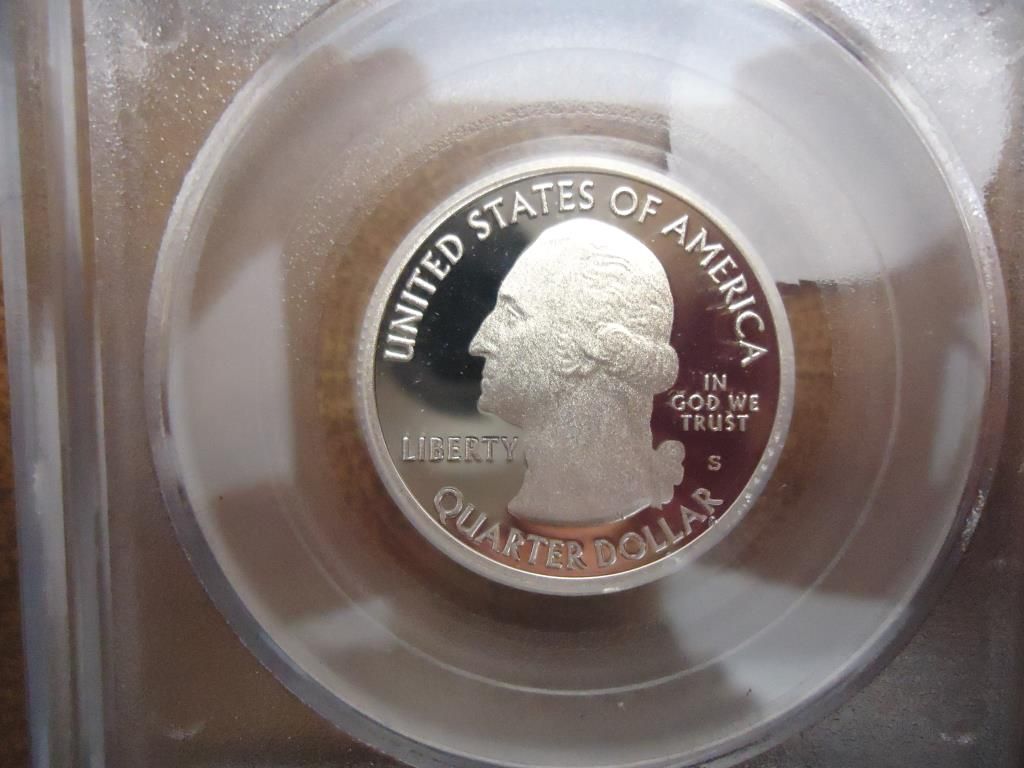 UNITED STATES OF AMERICA
LIBERTY
IN
GOD WE
TRUST
S
QUARTER DOLLAR